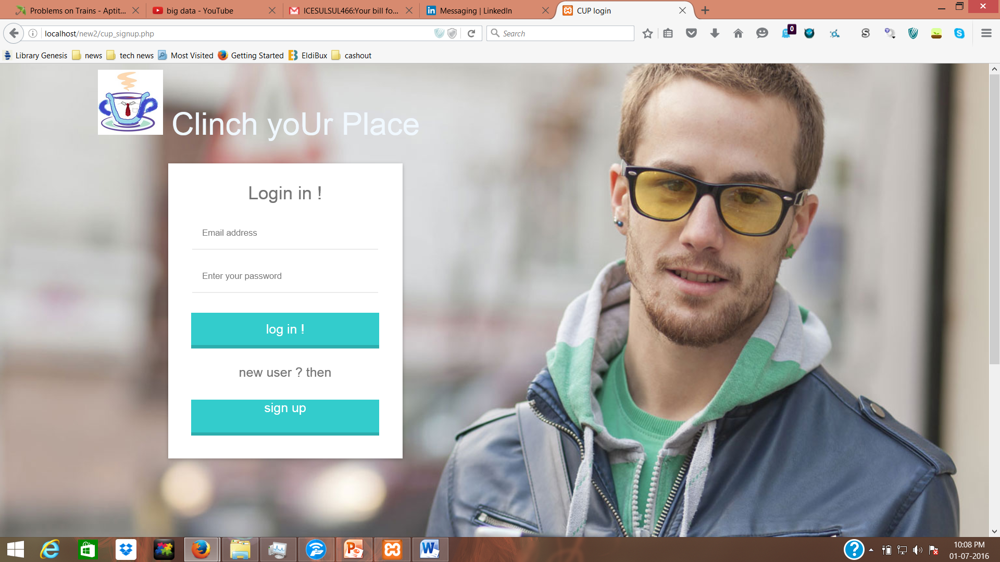 Problems on Trains - Aptit...
big data - YouTube
ICESULSUL466:Your bill fo...
Messaging | LinkedIn
CUP login
localhost/new2/cup_signup.php
Search
0
Library Genesis
news
tech news
Most Visited
Getting Started
EldiBux
cashout
Clinch yoUr Place
Login in !
Email address
Enter your password
log in !
new user ? then
sign up
10:08 PM
01-07-2016